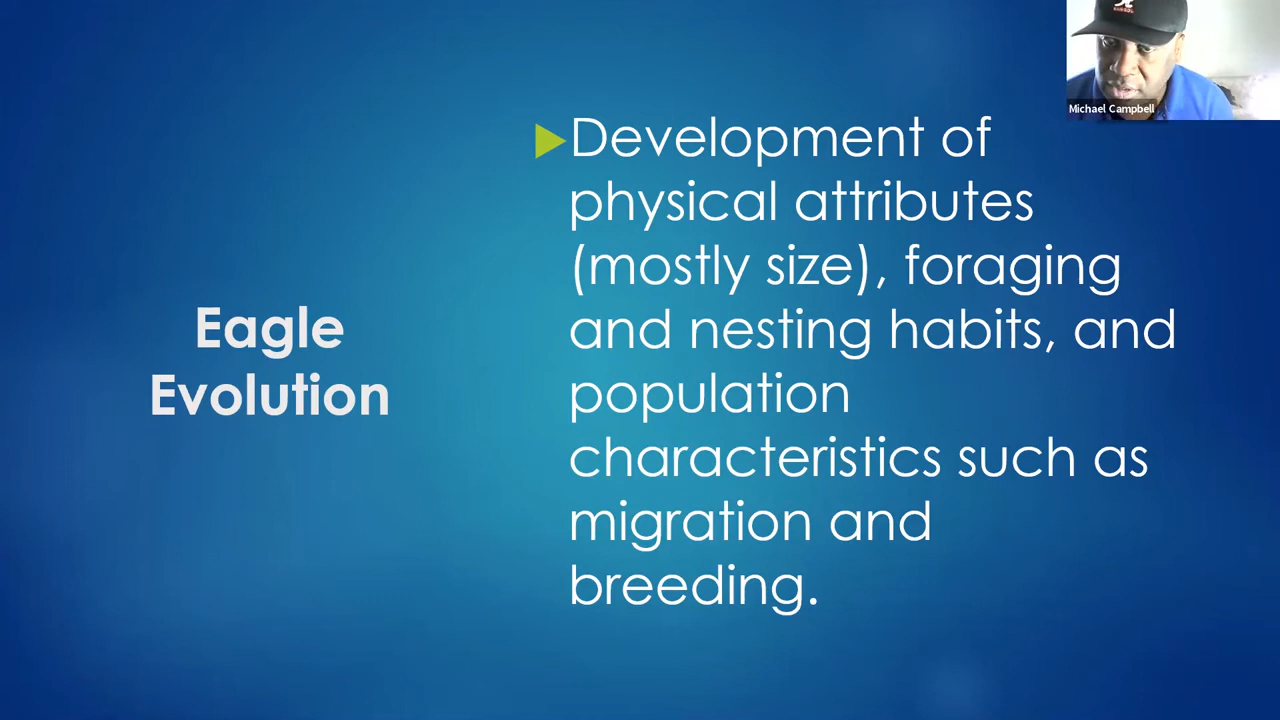 Michael Campbell
Eagle
Evolution
Development of
physical attributes
(mostly size), foraging
and nesting habits, and
population
characteristics such as
migration and
breeding.